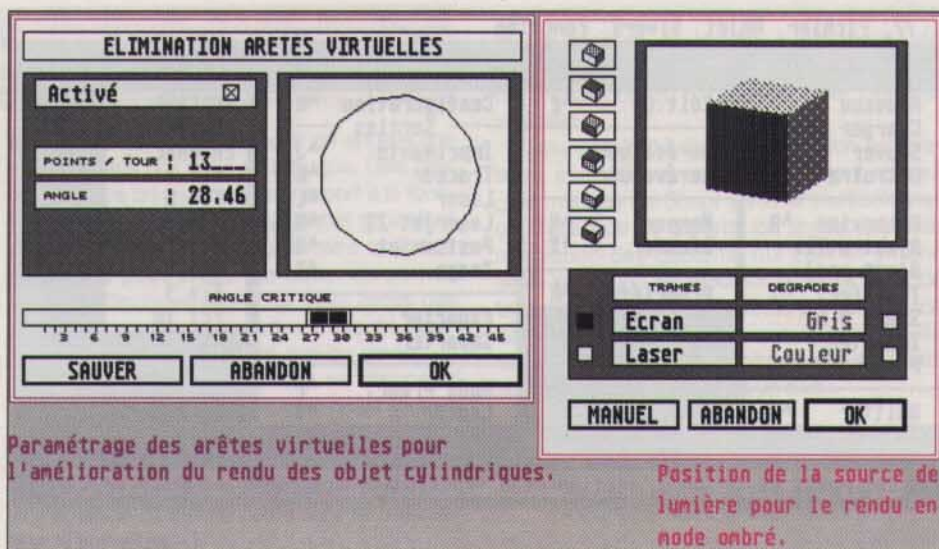 ELIMINATION ARETES VIRTUELLES
Activé
POINTS / TOUR : 13___
ANGLE : 28.46
ANGLE CRITIQUE
3 6 9 12 15 18 21 24 27 30 33 36 39 42 45
SAUVER ABANDON OK
TRAMES DEGRADES
Ecran Gris
Laser Couleur
MANUEL ABANDON OK
Paramétrage des arêtes virtuelles pour
l'amélioration du rendu des objet cylindriques.
Position de la source de
lumière pour le rendu en
mode ombré.